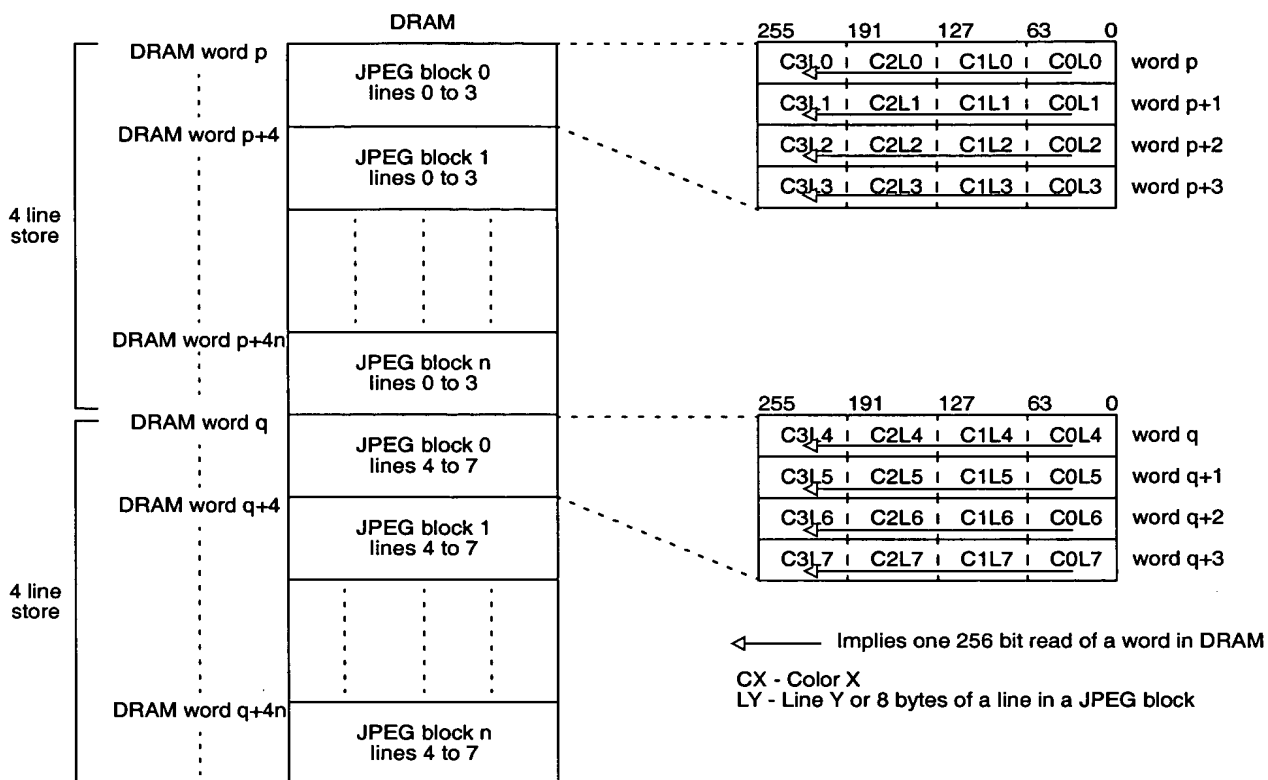 DRAM
DRAM word p
JPEG block 0
lines 0 to 3
DRAM word p+4
JPEG block 1
lines 0 to 3
4 line
store
DRAM word p+4n
JPEG block n
lines 0 to 3
DRAM word q
JPEG block 0
lines 4 to 7
DRAM word q+4
JPEG block 1
4 to 7
4 line
store
DRAM word q+4n
JPEG block n
lines 4 to 7
255 191 127 63 0
C3L0 C2L0 C1L0 C0L0 word p
C3L1 C2L1 C1L1 C0L1 word p+1
C3L2 C2L2 C1L2 C0L2 word p+2
C3L3 C2L3 C1L3 C0L3 word p+3
255 191 127 63 0
C3L4 C2L4 C1L4 C0L4 word q
C3L5 C2L5 C1L5 C0L5 word q+1
C3L6 C2L6 C1L6 C0L6 word q+2
C3L7 C2L7 C1L7 C0L7 word q+3
Implies one 256 bit read of a word in DRAM
CX - Color X
LY - Line Y or 8 bytes of a line in a JPEG block